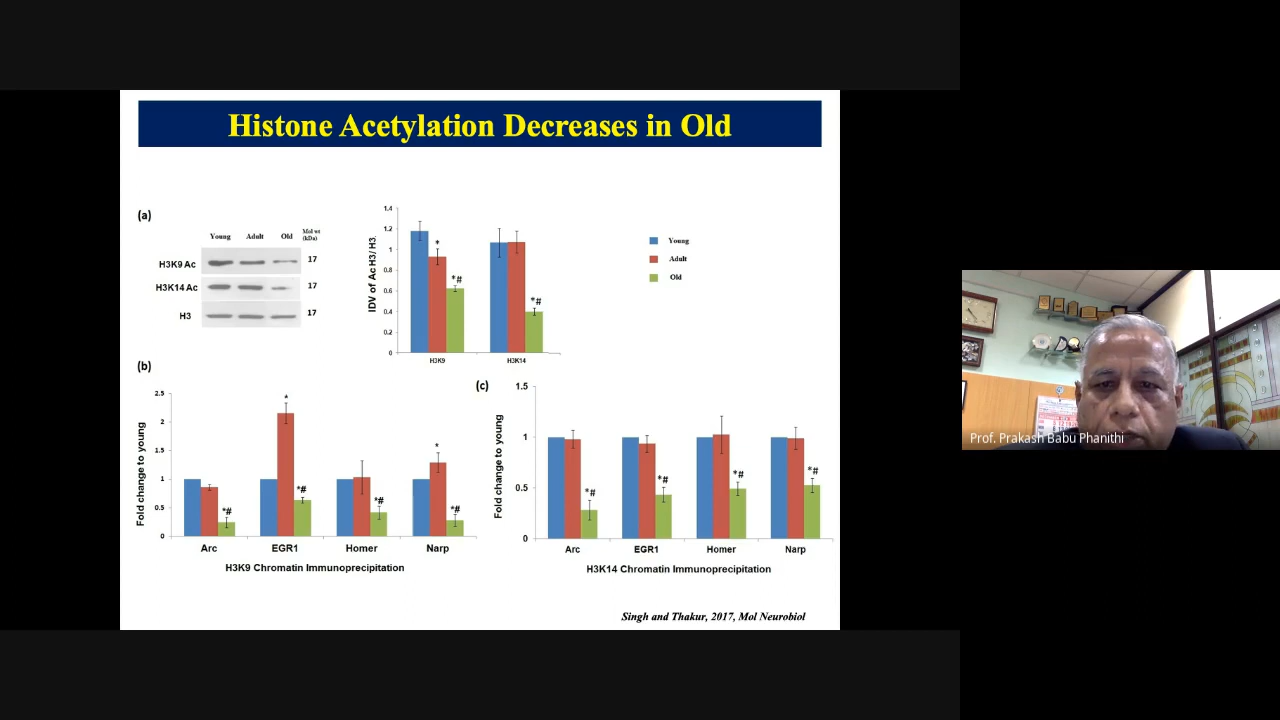 Histone Acetylation Decreases in Old
(a)
Young Adult Old Mol wt (kDa)
H3K9 Ac 17
H3K14 Ac 17
H3 17
IDV of Ac H3/ H3.
1.4
1.2
1
0.8
0.6
0.4
0.2
0
*
*#
*#
H3K9 H3K14
Young
Adult
Old
(b)
Fold change to young
2.5
2
1.5
1
0.5
0
*#
*
*#
*#
*
*#
Arc EGR1 Homer Narp
H3K9 Chromatin Immunoprecipitation
(c)
Fold change to young
1.5
1
0.5
0
*#
*#
*#
*#
Arc EGR1 Homer Narp
H3K14 Chromatin Immunoprecipitation
Singh and Thakur, 2017, Mol Neurobiol
Prof. Prakash Babu Phanithi